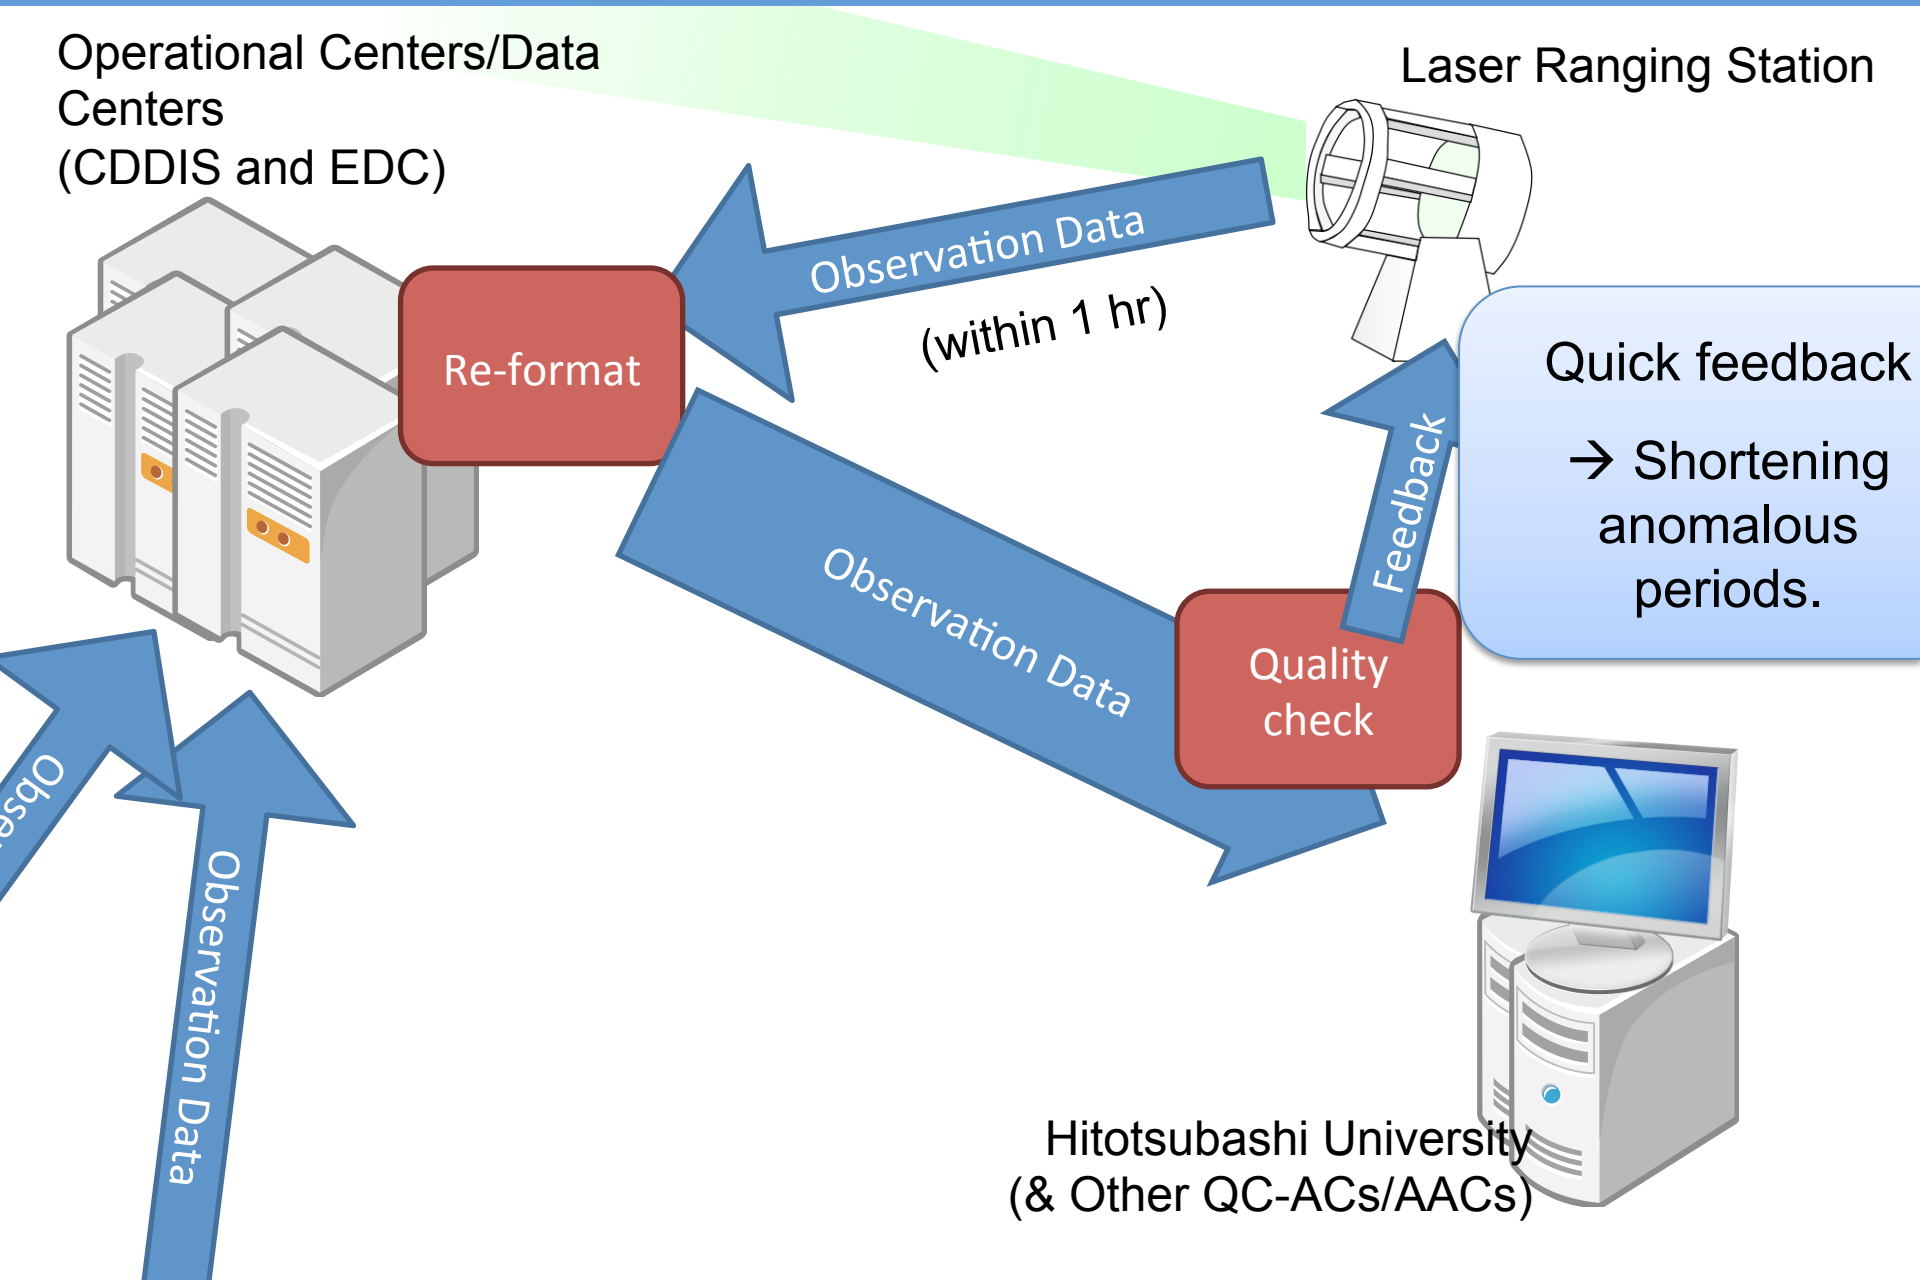 Operational Centers/Data
Centers
(CDDIS and EDC)
Laser Ranging Station
Observation Data
(within 1 hr)
Re-format
Quick feedback
→ Shortening
anomalous
periods.
Feedback
Observation Data
Quality
check
Observation Data
Hitotsubashi University
(& Other QC-ACs/AACs)